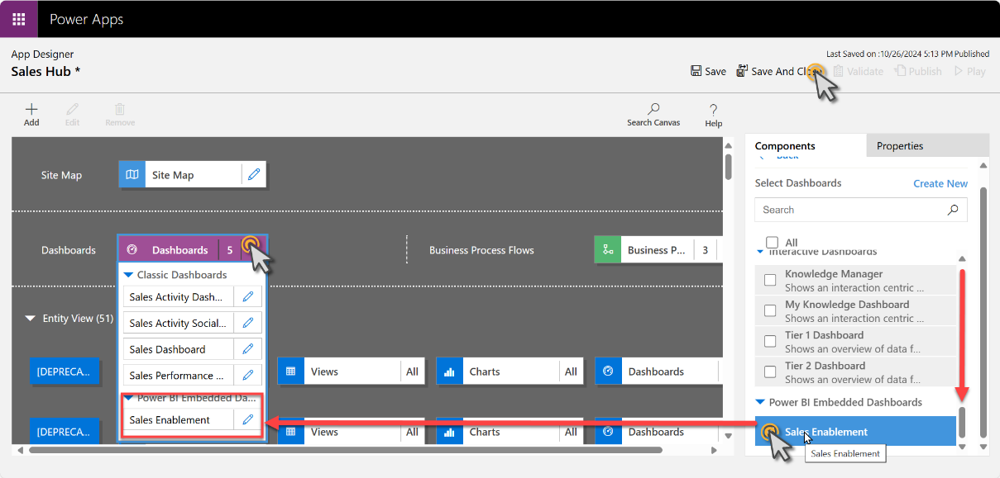 Power Apps
App Designer
Last Saved on :10/26/2024 5:13 PM Published
Sales Hub *
Save
Save And Clo
Validate
Publish
Play
Add
Edit
Remove
Search Canvas
Help
Components
Properties
Back
Select Dashboards
Create New
Search
All
Interactive Dashboards
Knowledge Manager
Shows an interaction centric ...
My Knowledge Dashboard
Shows an interaction centric ...
Tier 1 Dashboard
Shows an overview of data f...
Tier 2 Dashboard
Shows an overview of data f...
Power BI Embedded Dashboards
Sales Enablement
Sales Enablement
Site Map
Site Map
Dashboards
Dashboards
5
Business Process Flows
Business P...
3
Classic Dashboards
Sales Activity Dash...
Sales Activity Social...
Sales Dashboard
Sales Performance ...
Power BI Embedded Da...
Sales Enablement
Entity View (51)
[DEPRECA...
Views
All
Charts
All
Dashboards
[DEPRECA...
Views
All
Charts
All
Dashboards